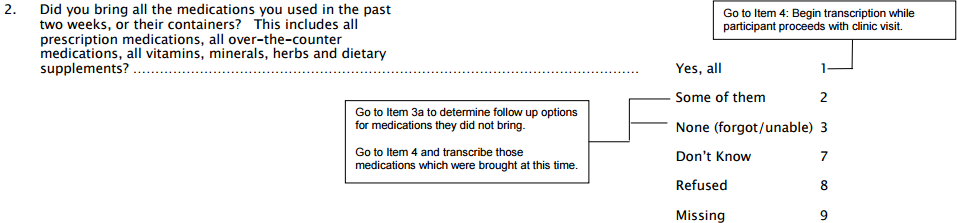 2. Did you bring all the medications you used in the past
two weeks, or their containers? This includes all
prescription medications, all over-the-counter
medications, all vitamins, minerals, herbs and dietary
supplements? ....................................................................................................................
Go to Item 4: Begin transcription while
participant proceeds with clinic visit.
Yes, all 1
Some of them 2
None (forgot/unable) 3
Don't Know 7
Refused 8
Missing 9
Go to Item 3a to determine follow up options
for medications they did not bring.
Go to Item 4 and transcribe those
medications which were brought at this time.